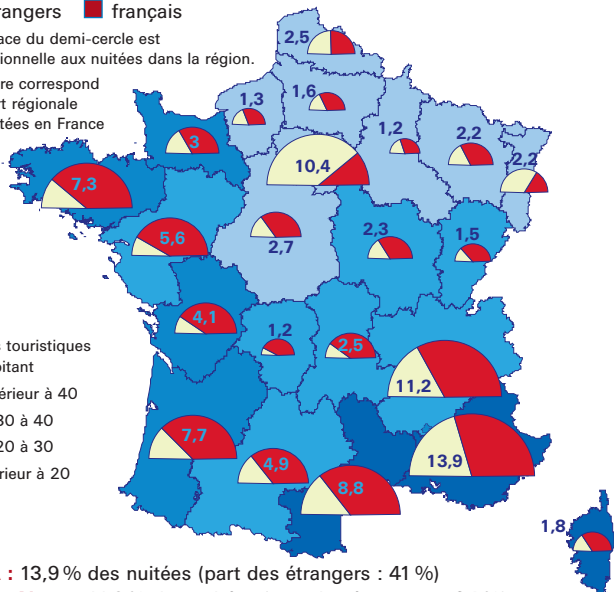 rangers français
ace du demi-cercle est
ionnelle aux nuitées dans la région.
re correspond
rt régionale
tées en France
2,5
1,3
1,6
1,2
2,2
2,2
3
10,4
7,3
5,6
2,7
2,3
1,5
4,1
1,2
2,5
11,2
7,7
4,9
8,8
13,9
1,8
s touristiques
bitant
érieur à 40
30 à 40
20 à 30
rieur à 20
: 13,9 % des nuitées (part des étrangers : 41 %)